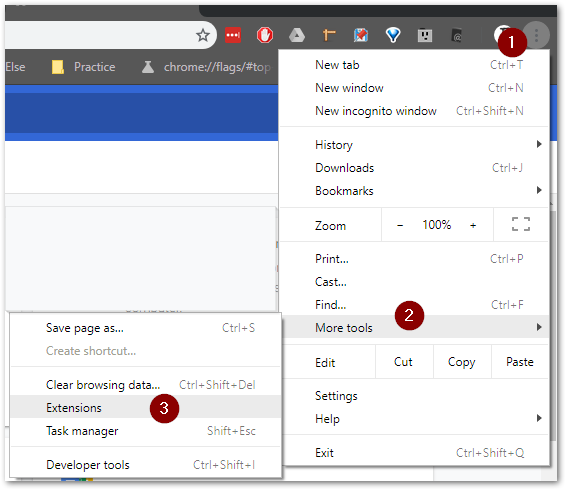 1
Else Practice chrome://flags/#top
New tab Ctrl+T
New window Ctrl+N
New incognito window Ctrl+Shift+N
History
Downloads Ctrl+J
Bookmarks
Zoom - 100% +
Print... Ctrl+P
Cast...
Find... Ctrl+F
2
More tools
Edit Cut Copy Paste
Settings
Help
Exit Ctrl+Shift+Q
Save page as... Ctrl+S
Create shortcut...
Clear browsing data... Ctrl+Shift+Del
Extensions 3
Task manager Shift+Esc
Developer tools Ctrl+Shift+I